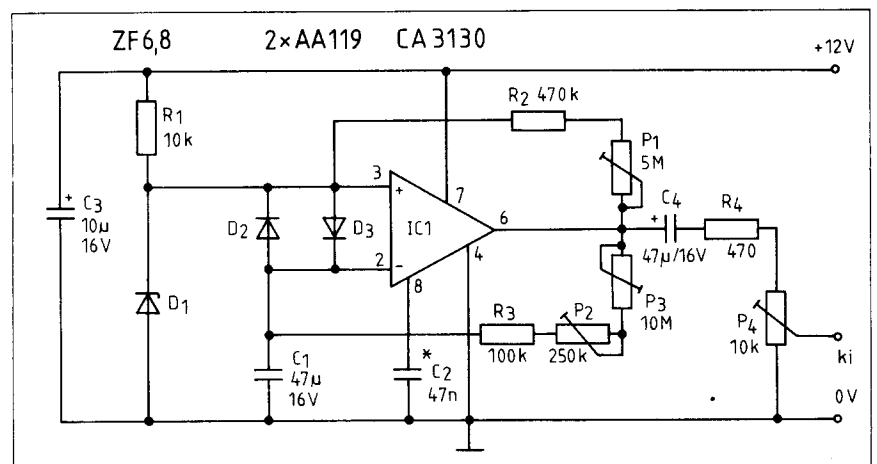 ZF6,8 2×AA119 CA3130
+12V
R2 470k
R1
10k
P1
5M
3
+
7
C3
+
10µ
16V
D2
D3
IC1
6
C4
+
47µ/16V
R4
470
2
-
4
8
D1
R3
100k
P2
250k
P3
10M
P4
10k
ki
C1
47µ
16V
*
C2
47n
0V